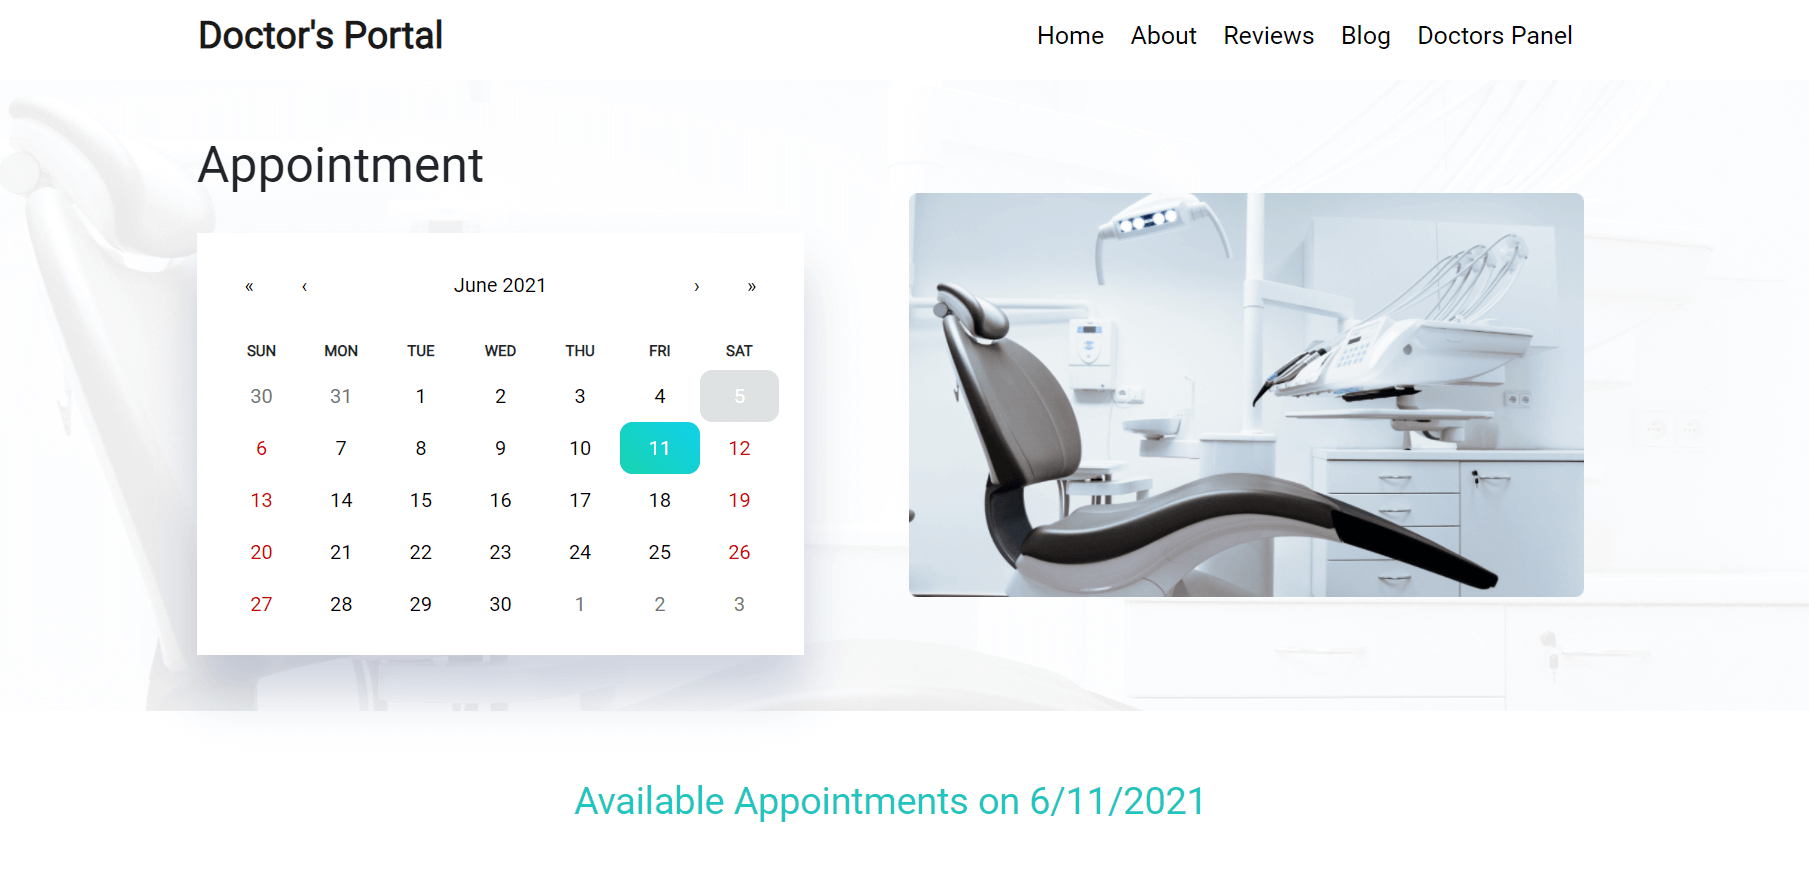 Doctor's Portal
Home About Reviews Blog Doctors Panel
Appointment
« ‹ June 2021 › »
SUN MON TUE WED THU FRI SAT
30 31 1 2 3 4 5
6 7 8 9 10 11 12
13 14 15 16 17 18 19
20 21 22 23 24 25 26
27 28 29 30 1 2 3
Available Appointments on 6/11/2021